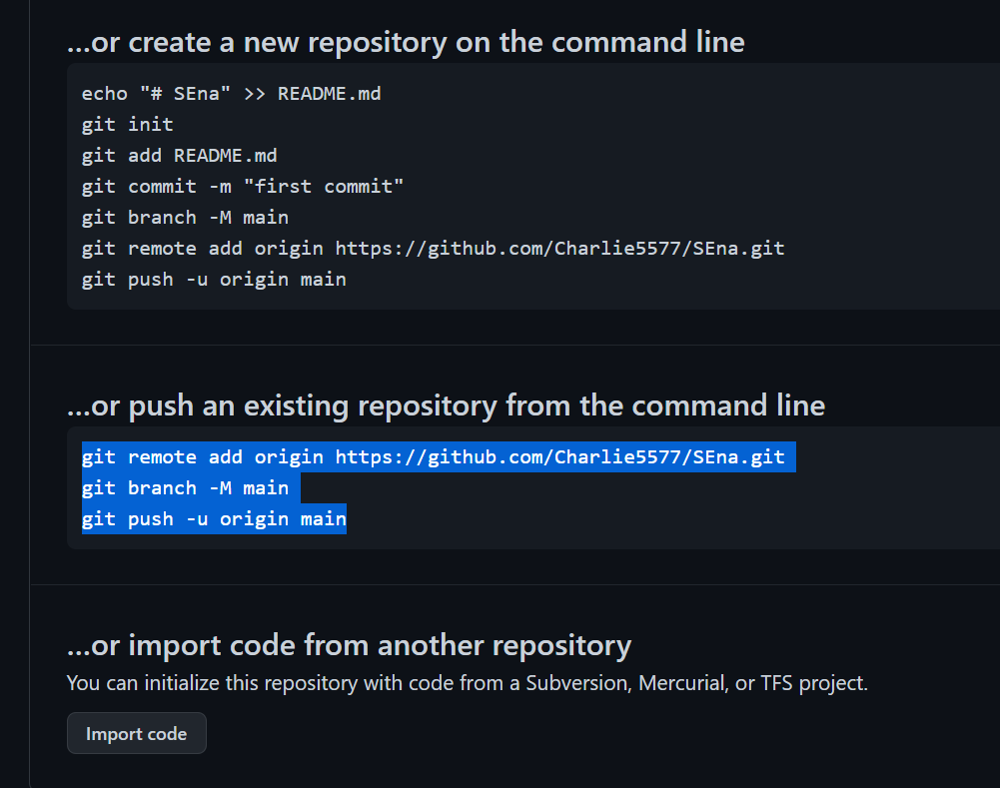 ...or create a new repository on the command line
echo "# SEna" >> README.md
git init
git add README.md
git commit -m "first commit"
git branch -M main
git remote add origin https://github.com/Charlie5577/SEna.git
git push -u origin main
...or push an existing repository from the command line
git remote add origin https://github.com/Charlie5577/SEna.git
git branch -M main
git push -u origin main
...or import code from another repository
You can initialize this repository with code from a Subversion, Mercurial, or TFS project.
Import code